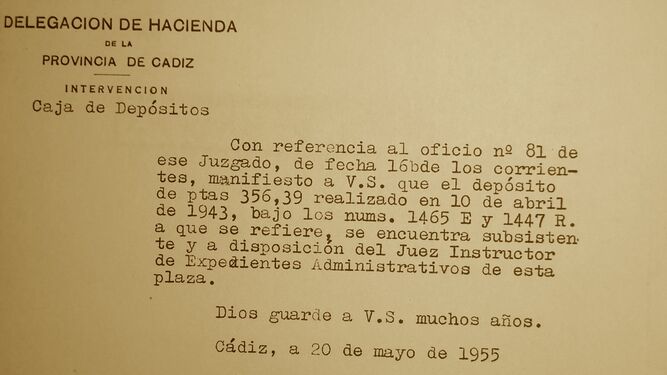 DELEGACION DE HACIENDA
DE LA
PROVINCIA DE CADIZ
INTERVENCION
Caja de Depósitos
Con referencia al oficio nº 81 de
ese Juzgado, de fecha 16bde los corrien-
tes, manifiesto a V.S. que el depósito
de ptas 356,39 realizado en 10 de abril
de 1943, bajo los nums. 1465 E y 1447 R.
a que se refiere, se encuentra subsisten
te y a disposición del Juez Instructor
de Expedientes Administrativos de esta
plaza.
Dios guarde a V.S. muchos años.
Cádiz, a 20 de mayo de 1955